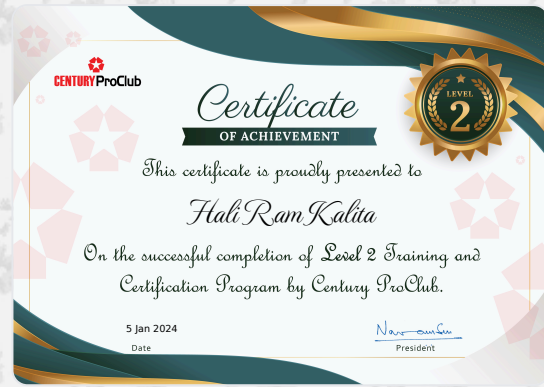 CENTURY ProClub
Certificate
OF ACHIEVEMENT
LEVEL
2
This certificate is proudly presented to
Hali Ram Kalita
On the successful completion of Level 2 Training and
Certification Program by Century ProClub.
5 Jan 2024
Date
President